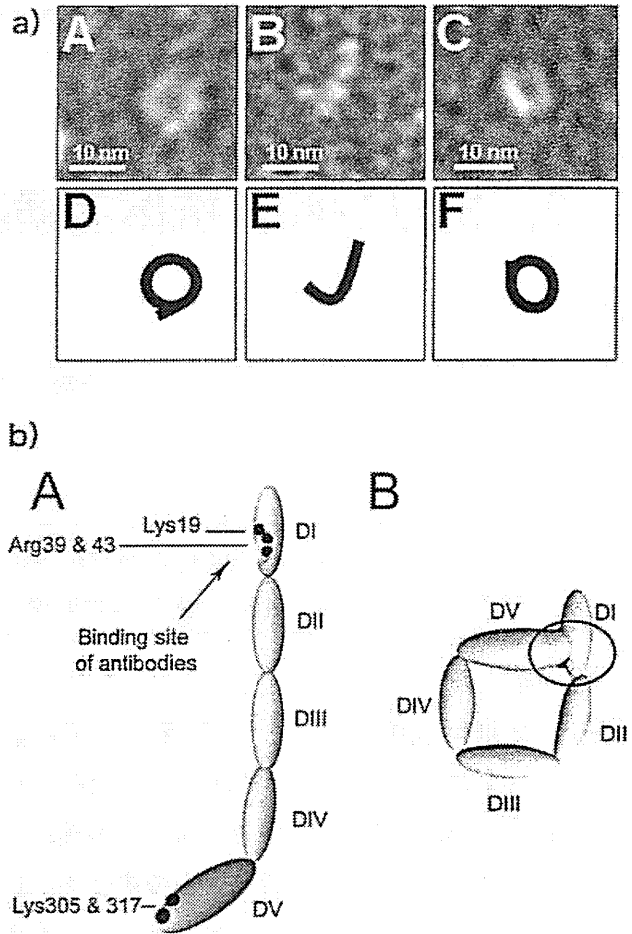 a)
A
B
C
10 nm
10 nm
10 nm
D
E
F
b)
A
B
Lys19
DI
Arg39 & 43
Binding site
of antibodies
DII
DIII
DIV
Lys305 & 317
DV
DV
DI
DIV
DII
DIII